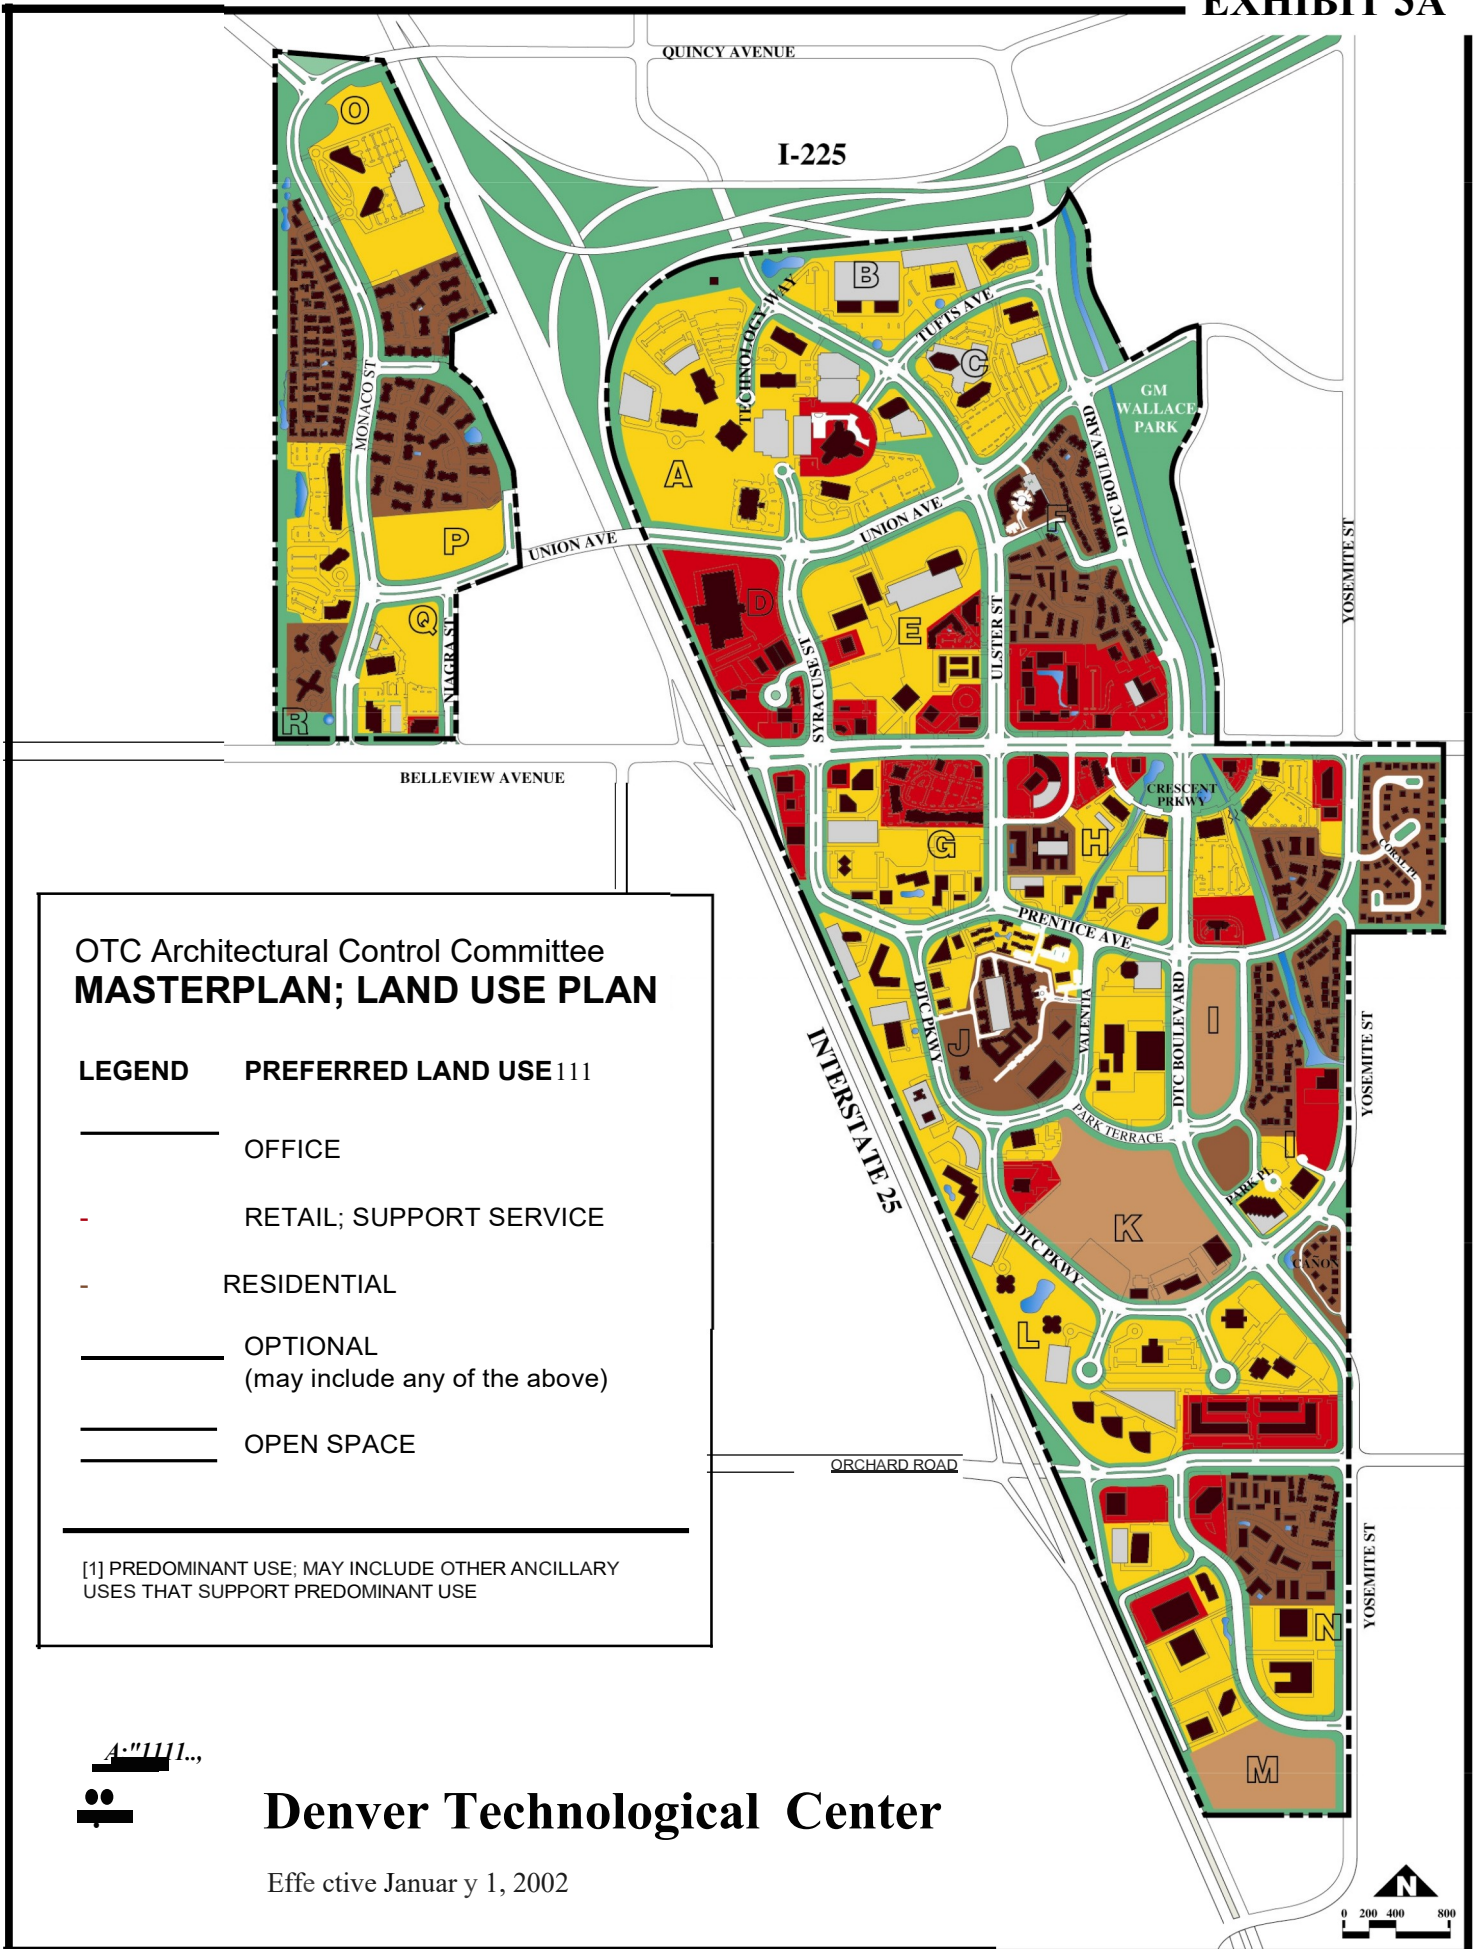 EXHIBIT 5A
QUINCY AVENUE
I-225
O
B
TECHNOLOGY WAY
TUFTS AVE
C
GM
WALLACE
PARK
MONACO ST
DTC BOULEVARD
A
F
P
UNION AVE
UNION AVE
YOSEMITE ST
D
E
Q
NIAGRA ST
SYRACUSE ST
ULSTER ST
R
BELLEVIEW AVENUE
CRESCENT
PRKWY
G
H
CORAL PL
PRENTICE AVE
OTC Architectural Control Committee
MASTERPLAN; LAND USE PLAN
LEGEND PREFERRED LAND USE 111
OFFICE
- RETAIL; SUPPORT SERVICE
- RESIDENTIAL
OPTIONAL
(may include any of the above)
OPEN SPACE
[1] PREDOMINANT USE; MAY INCLUDE OTHER ANCILLARY
USES THAT SUPPORT PREDOMINANT USE
DTC PKWY
J
VALENTIA
DTC BOULEVARD
I
YOSEMITE ST
INTERSTATE 25
PARK TERRACE
I
PARK PL
K
DTC PKWY
CAÑON
L
ORCHARD ROAD
YOSEMITE ST
N
M
A:"1111..,
Denver Technological Center
Effe ctive Januar y 1, 2002
N
0 200 400 800